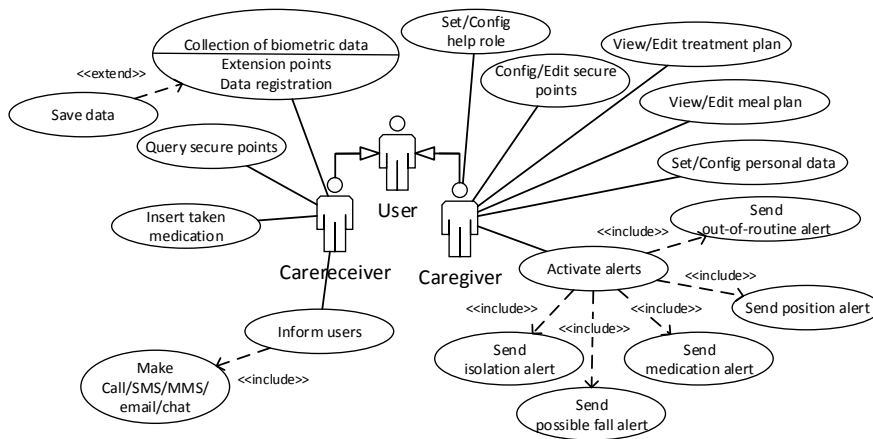 Set/Config
help role
Collection of biometric data
Extension points
Data registration
View/Edit treatment plan
<<extend>>
Config/Edit secure
points
Save data
View/Edit meal plan
Query secure points
Set/Config personal data
User
Insert taken
medication
Send
out-of-routine alert
<<include>>
Carereceiver
Caregiver
Activate alerts
<<include>>
<<include>>
<<include>>
Send position alert
<<include>>
Inform users
Send
isolation alert
Send
medication alert
Make
Call/SMS/MMS/
email/chat
<<include>>
Send
possible fall alert